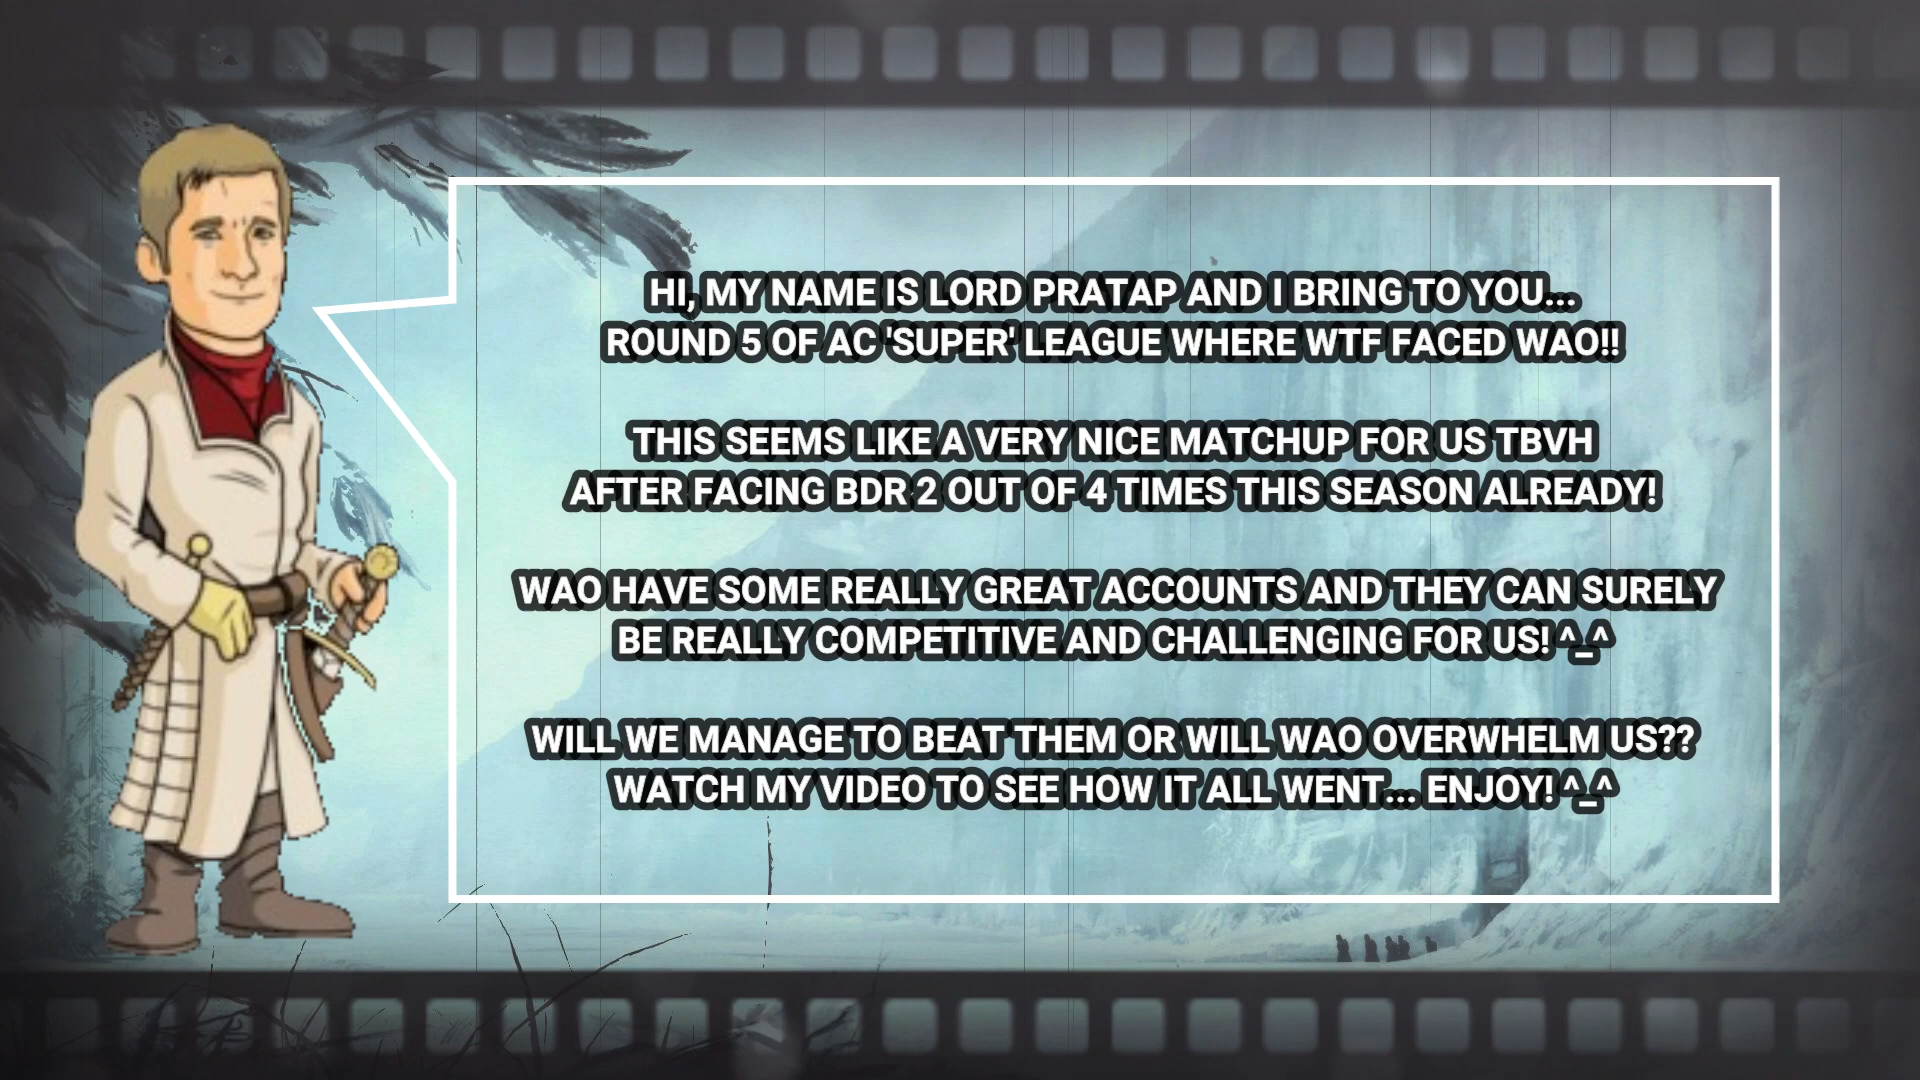 HI, MY NAME IS LORD PRATAP AND I BRING TO YOU...
ROUND 5 OF AC 'SUPER' LEAGUE WHERE WTF FACED WAO!!
THIS SEEMS LIKE A VERY NICE MATCHUP FOR US TBVH
AFTER FACING BDR 2 OUT OF 4 TIMES THIS SEASON ALREADY!
WAO HAVE SOME REALLY GREAT ACCOUNTS AND THEY CAN SURELY
BE REALLY COMPETITIVE AND CHALLENGING FOR US! ^_^
WILL WE MANAGE TO BEAT THEM OR WILL WAO OVERWHELM US??
WATCH MY VIDEO TO SEE HOW IT ALL WENT... ENJOY! ^_^